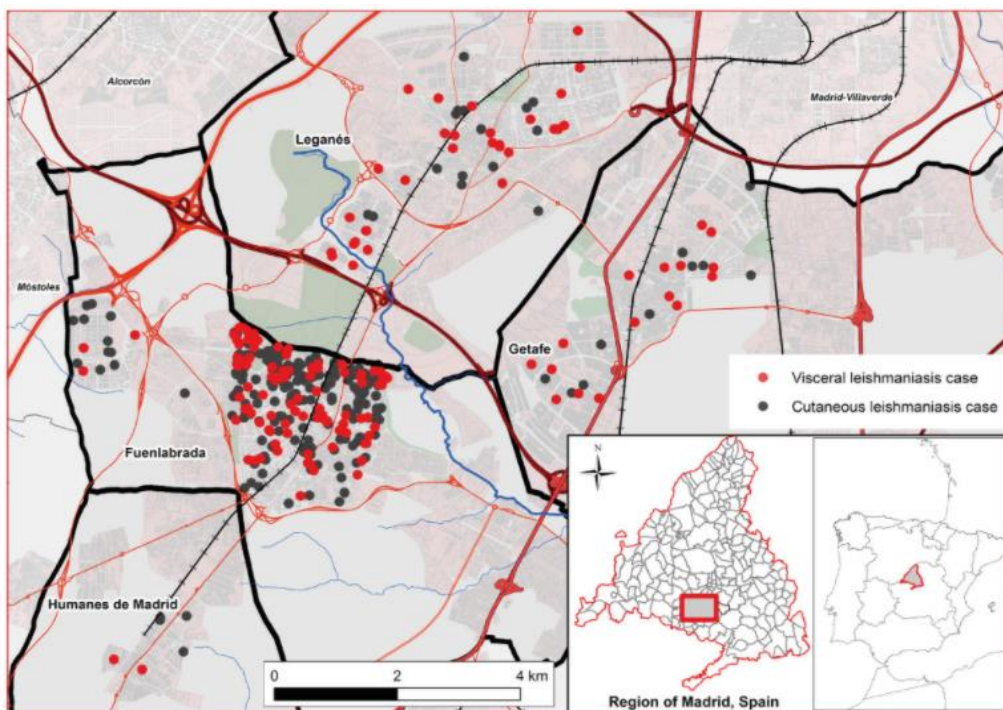 Alcorcón
Madrid-Villaverde
Leganés
Móstoles
Getafe
Visceral leishmaniasis case
Cutaneous leishmaniasis case
Fuenlabrada
N
Humanes de Madrid
0 2 4 km
Region of Madrid, Spain